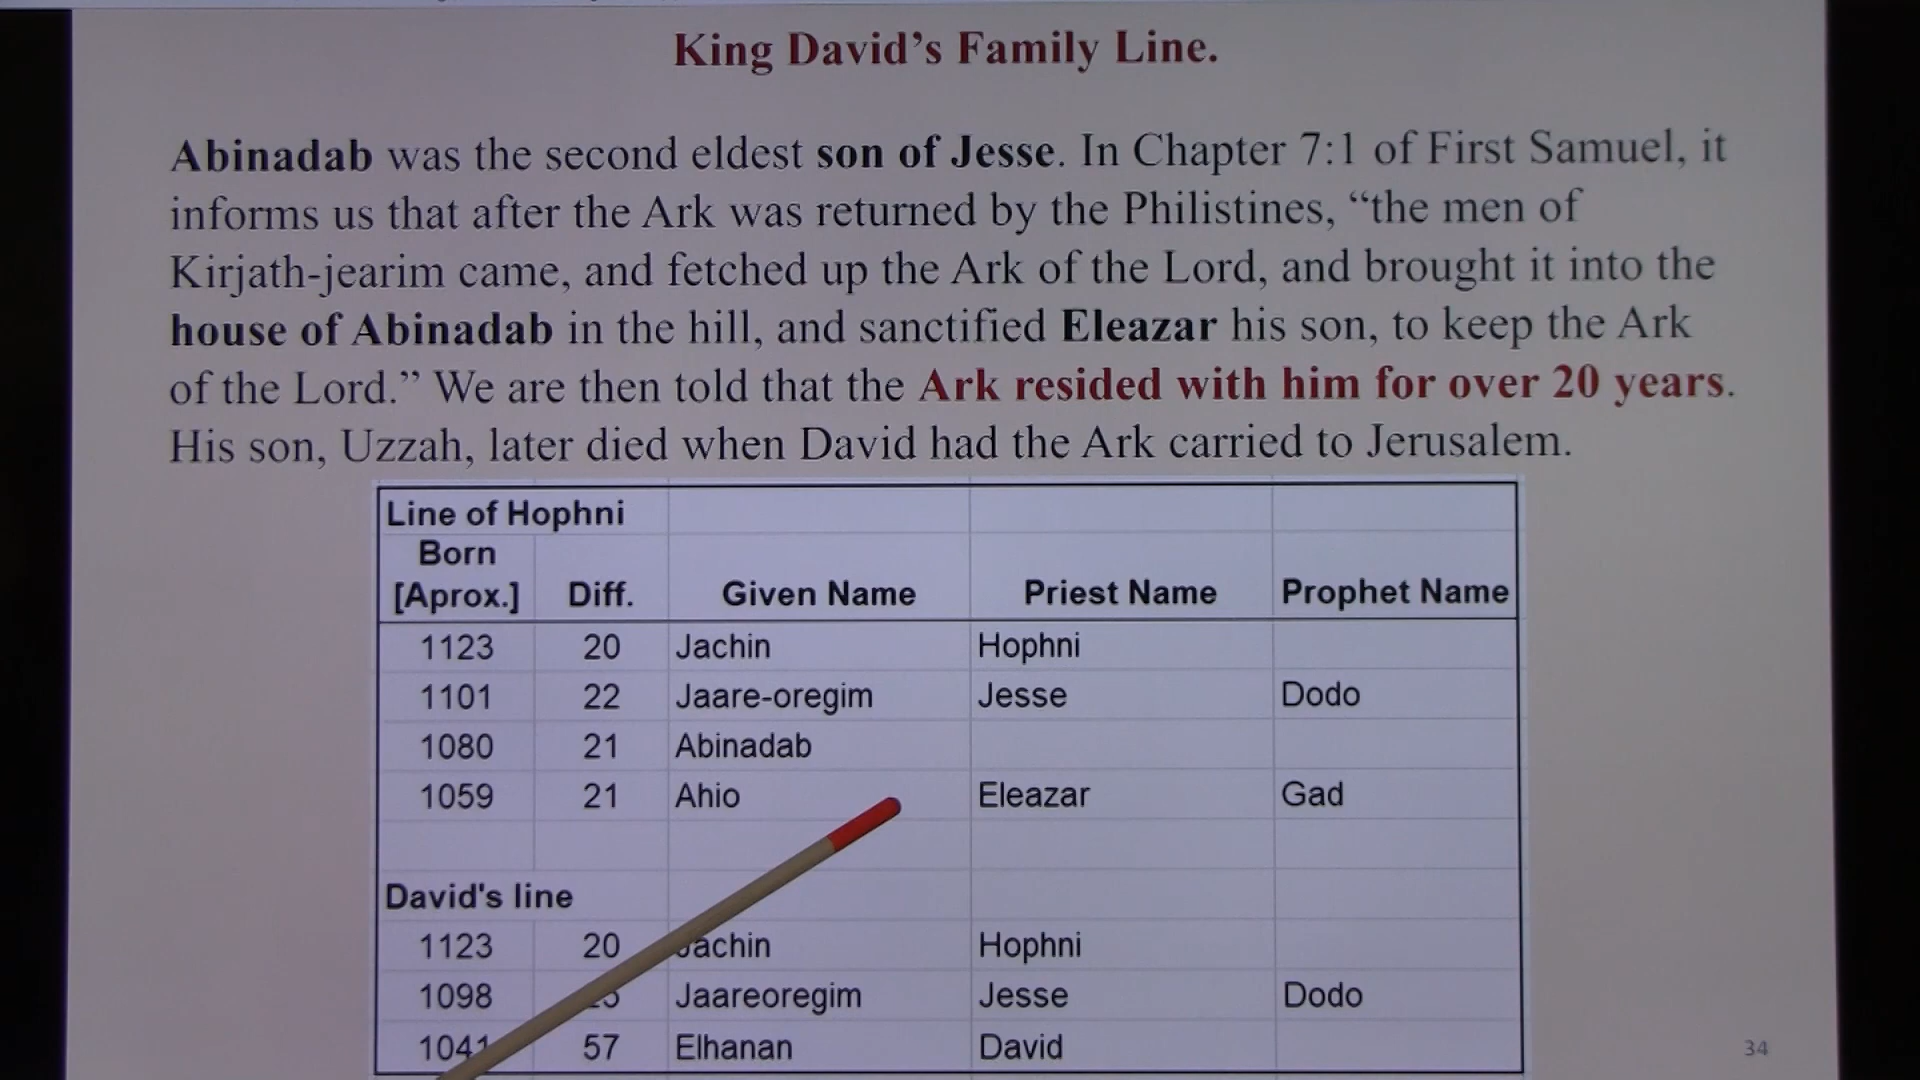 King David's Family Line.
Abinadab was the second eldest son of Jesse. In Chapter 7:1 of First Samuel, it
informs us that after the Ark was returned by the Philistines, “the men of
Kirjath-jearim came, and fetched up the Ark of the Lord, and brought it into the
house of Abinadab in the hill, and sanctified Eleazar his son, to keep the Ark
of the Lord.” We are then told that the Ark resided with him for over 20 years.
His son, Uzzah, later died when David had the Ark carried to Jerusalem.
Line of Hophni
Born
[Aprox.] Diff. Given Name Priest Name Prophet Name
1123 20 Jachin Hophni
1101 22 Jaare-oregim Jesse Dodo
1080 21 Abinadab
1059 21 Ahio Eleazar Gad
David's line
1123 20 Jachin Hophni
1098 Jaareoregim Jesse Dodo
1041 57 Elhanan David
34